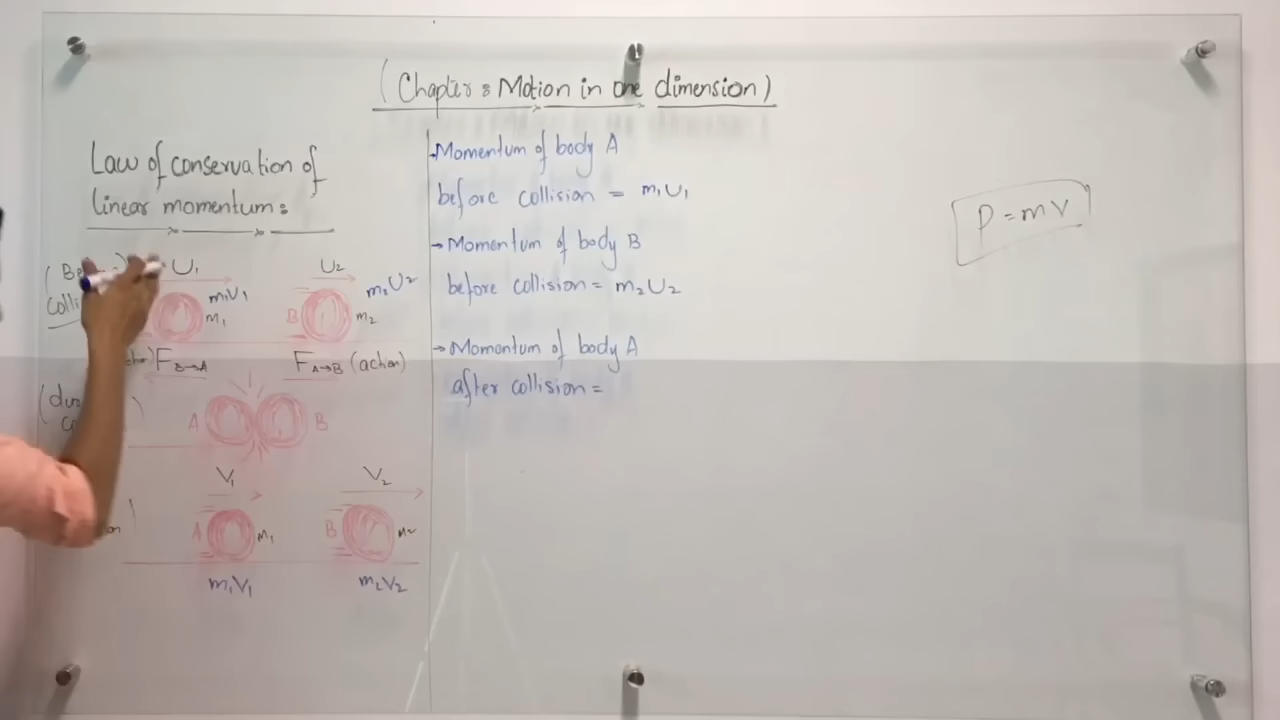 (Chapter: Motion in one dimension)
Law of conservation of
linear momentum:
U₁ U₂
m₁U₁ m₂U₂
m₁ B m₂
F B→A F A→B (action)
A B
V₁ V₂
A m₁ B m₂
m₁V₁ m₂V₂
→Momentum of body A
before collision = m₁U₁
→Momentum of body B
before collision = m₂U₂
→Momentum of body A
after collision =
P = mV